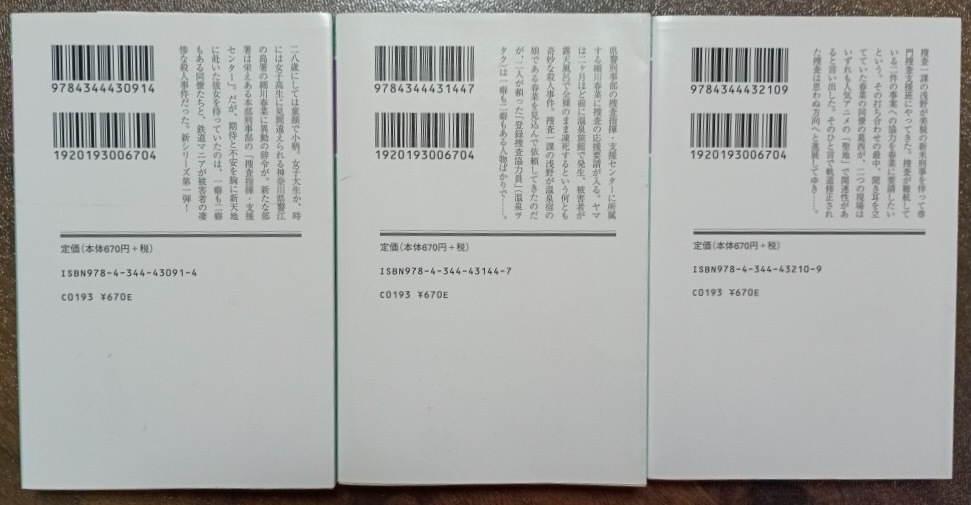 9784344430914
1920193006704
二八歳にしては童顔で小柄。女子大生か、時
には女子高生に見間違えられる神奈川県警江
の島署の細川春菜に異動の辞令が。新たな部
署は栄えある本部刑事部の「捜査指揮・支援
センター」。だが、期待と不安を胸に新天地
に赴いた彼女を待っていたのは、一癖も二癖
もある同僚たちと、鉄道マニアが被害者の凄
惨な殺人事件だった。新シリーズ第一弾!
定価(本体670円+税)
ISBN978-4-344-43091-4
C0193 ¥670E
9784344431447
1920193006704
県警刑事部の捜査指揮・支援センターに所属
する細川春菜に捜査の応援要請が入る。ヤマ
は二ヶ月ほど前に温泉旅館で発生。被害者が
露天風呂で全裸のまま凍死するという何とも
奇妙な殺人事件。捜査一課の浅野が温泉宿の
娘である春菜を見込んで依頼してきたのだ
が、二人が頼った「登録捜査協力員」(温泉ヲ
タク)は一癖も二癖もある人物ばかりで……。
定価(本体670円+税)
ISBN978-4-344-43144-7
C0193 ¥670E
9784344432109
1920193006704
捜査一課の浅野が美貌の新米刑事を伴って専
門捜査支援班にやってきた。捜査が難航して
いる二件の事案への協力を春菜に要請したい
という。その打ち合わせの最中、聞き耳を立
てていた春菜の同僚の葛西が、二つの現場は
いずれも人気アニメの「聖地」で関連性があ
ると言い出した。そのひと言で軌道修正され
た捜査は思わぬ方向へと進展してゆき……。
定価(本体670円+税)
ISBN978-4-344-43210-9
C0193 ¥670E